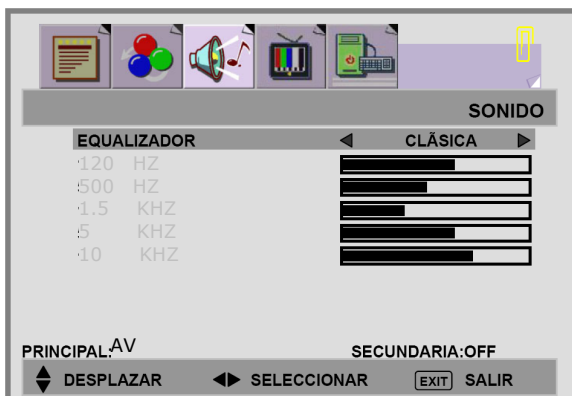 SONIDO
EQUALIZADOR CLÃSICA
120 HZ
500 HZ
1.5 KHZ
5 KHZ
10 KHZ
PRINCIPAL:AV SECUNDARIA:OFF
DESPLAZAR SELECCIONAR EXIT SALIR